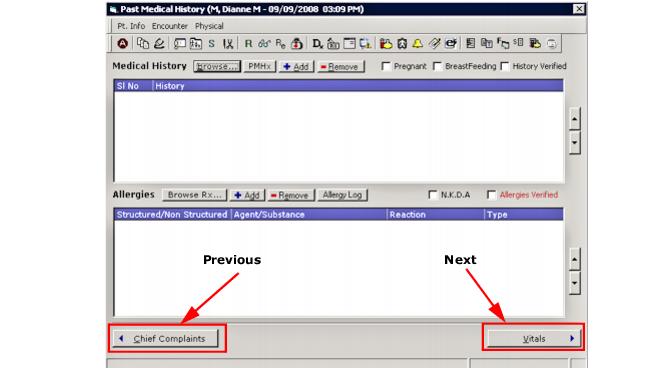 Past Medical History (M, Dianne M - 09/09/2008 03:09 PM)
Pt. Info Encounter Physical
S R Re D,
Medical History Browse... PMHx + Add - Remove Pregnant BreastFeeding History Verified
Sl No History
Allergies Browse Rx... + Add - Remove Allergy Log N.K.D.A Allergies Verified
Structured/Non Structured Agent/Substance Reaction Type
Previous Next
Chief Complaints Vitals